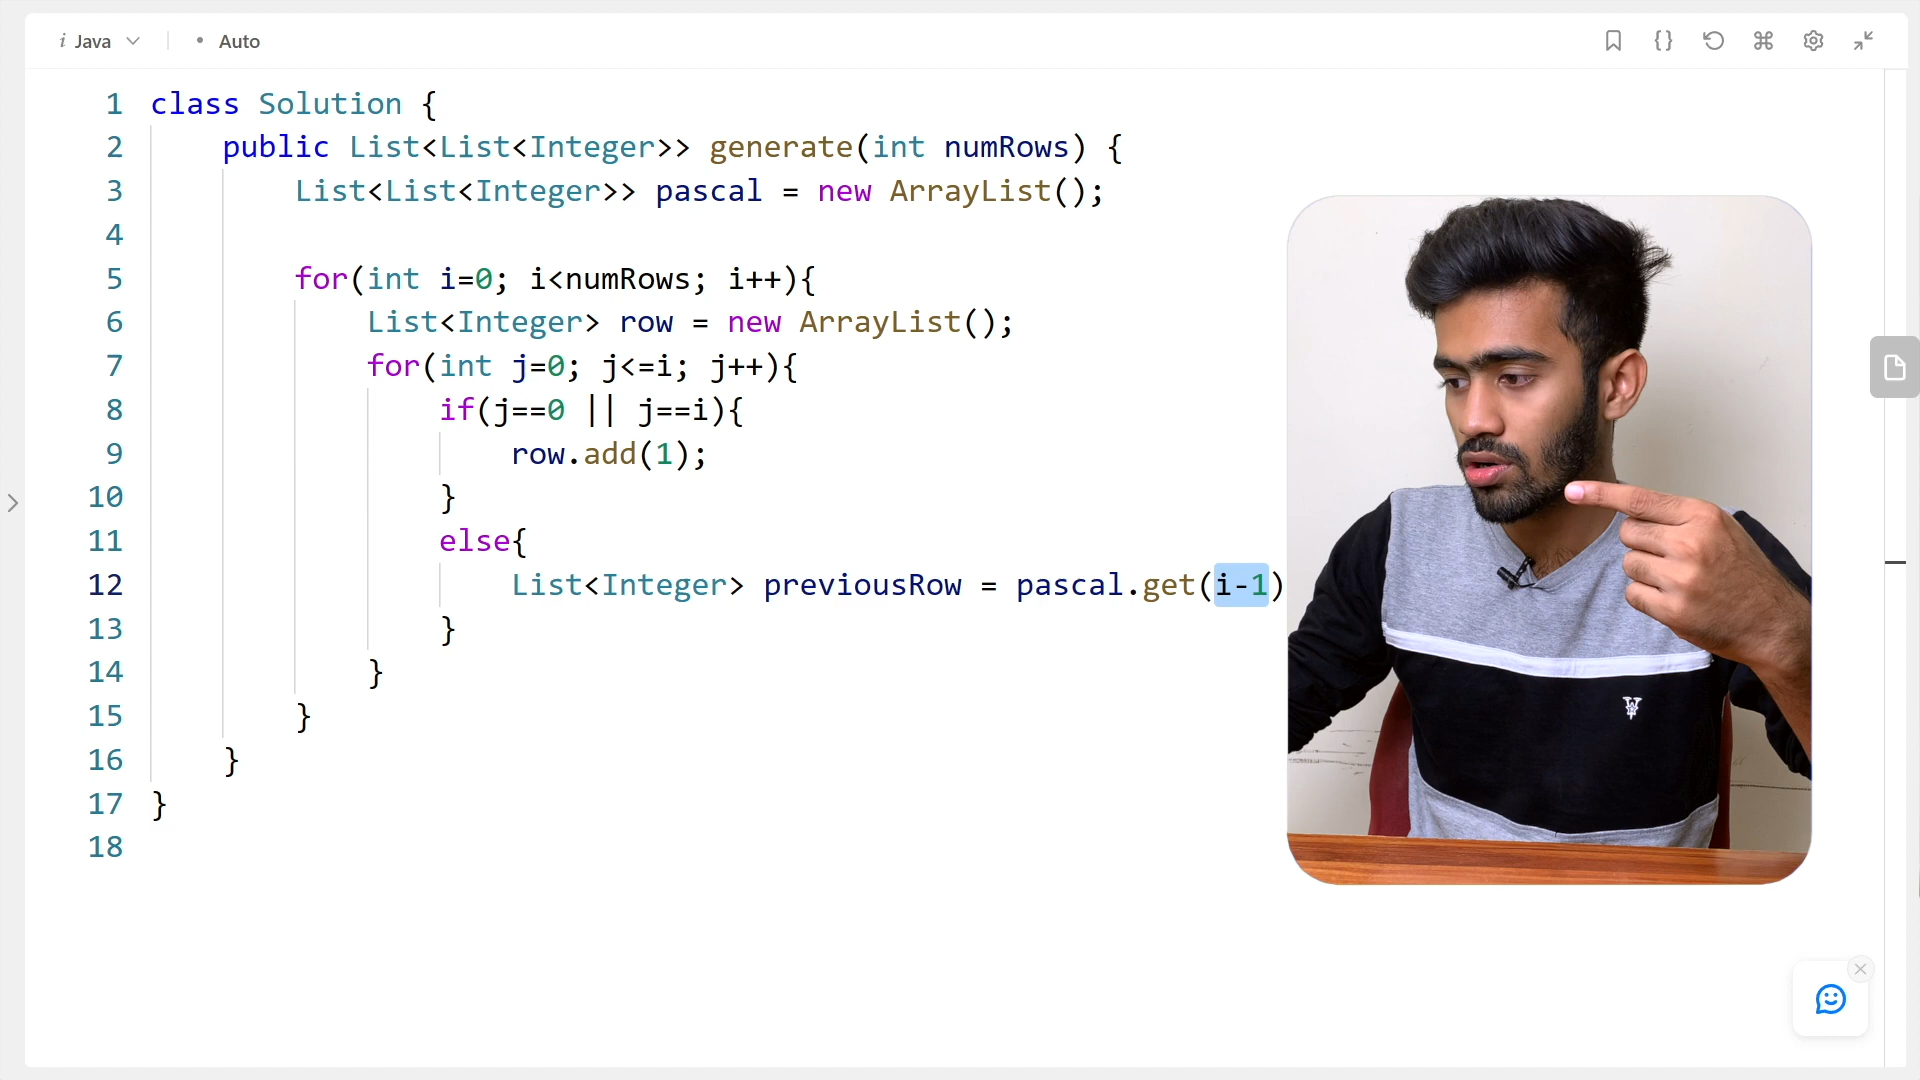 i Java • Auto
1 class Solution {
2 public List<List<Integer>> generate(int numRows) {
3 List<List<Integer>> pascal = new ArrayList();
4
5 for(int i=0; i<numRows; i++){
6 List<Integer> row = new ArrayList();
7 for(int j=0; j<=i; j++){
8 if(j==0 || j==i){
9 row.add(1);
10 }
11 else{
12 List<Integer> previousRow = pascal.get(i-1)
13 }
14 }
15 }
16 }
17 }
18